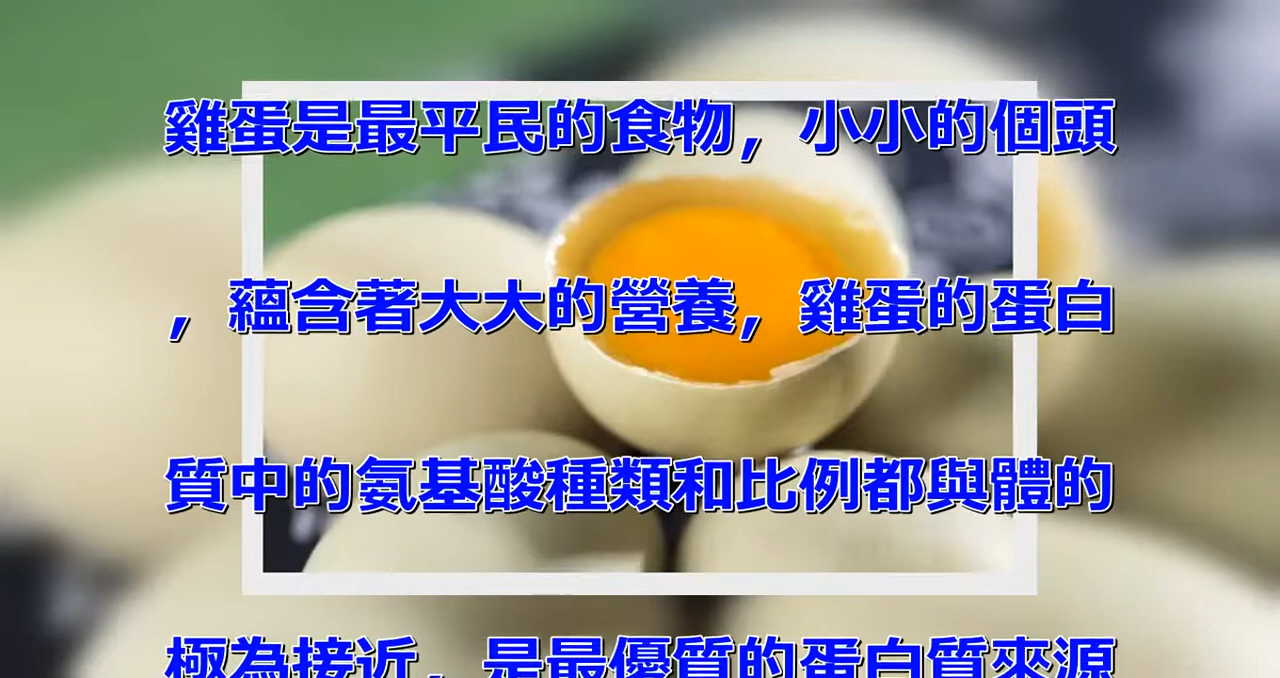 雞蛋是最平民的食物，小小的個頭
，蘊含著大大的營養，雞蛋的蛋白
質中的氨基酸種類和比例都與體的
極為接近，是最優質的蛋白質來源